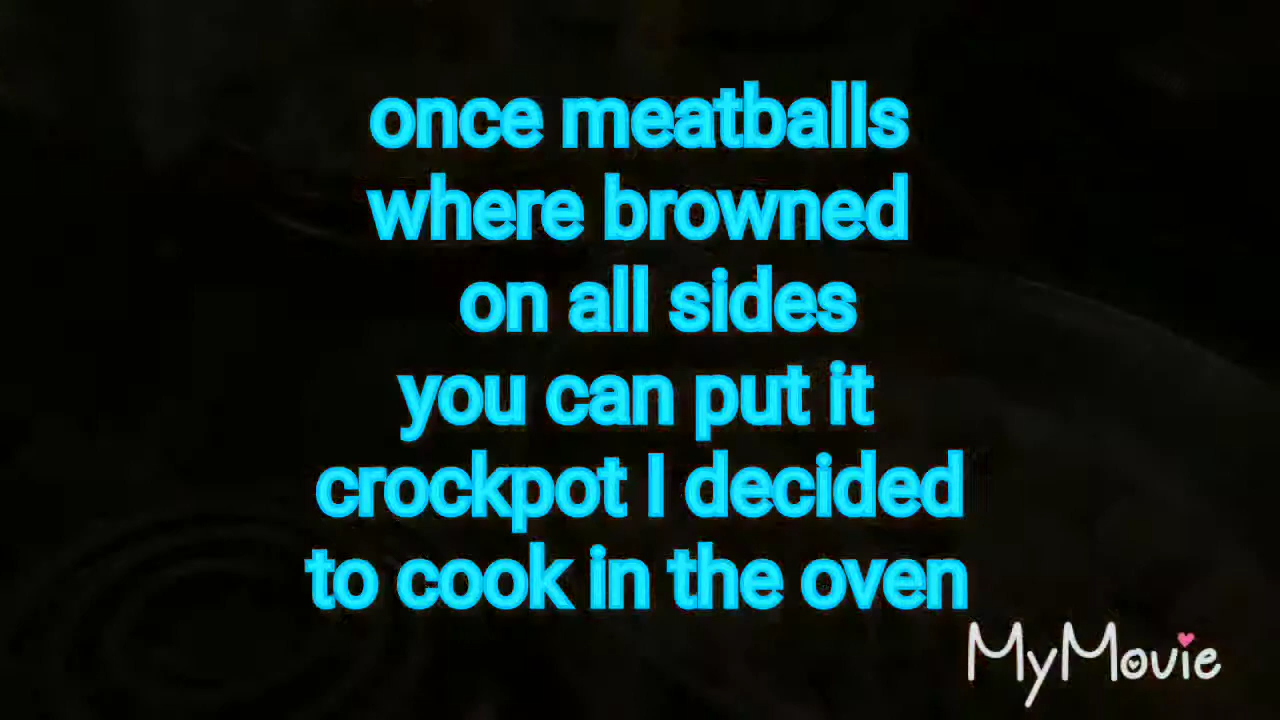 once meatballs
where browned
on all sides
you can put it
crockpot I decided
to cook in the oven
MyMovie